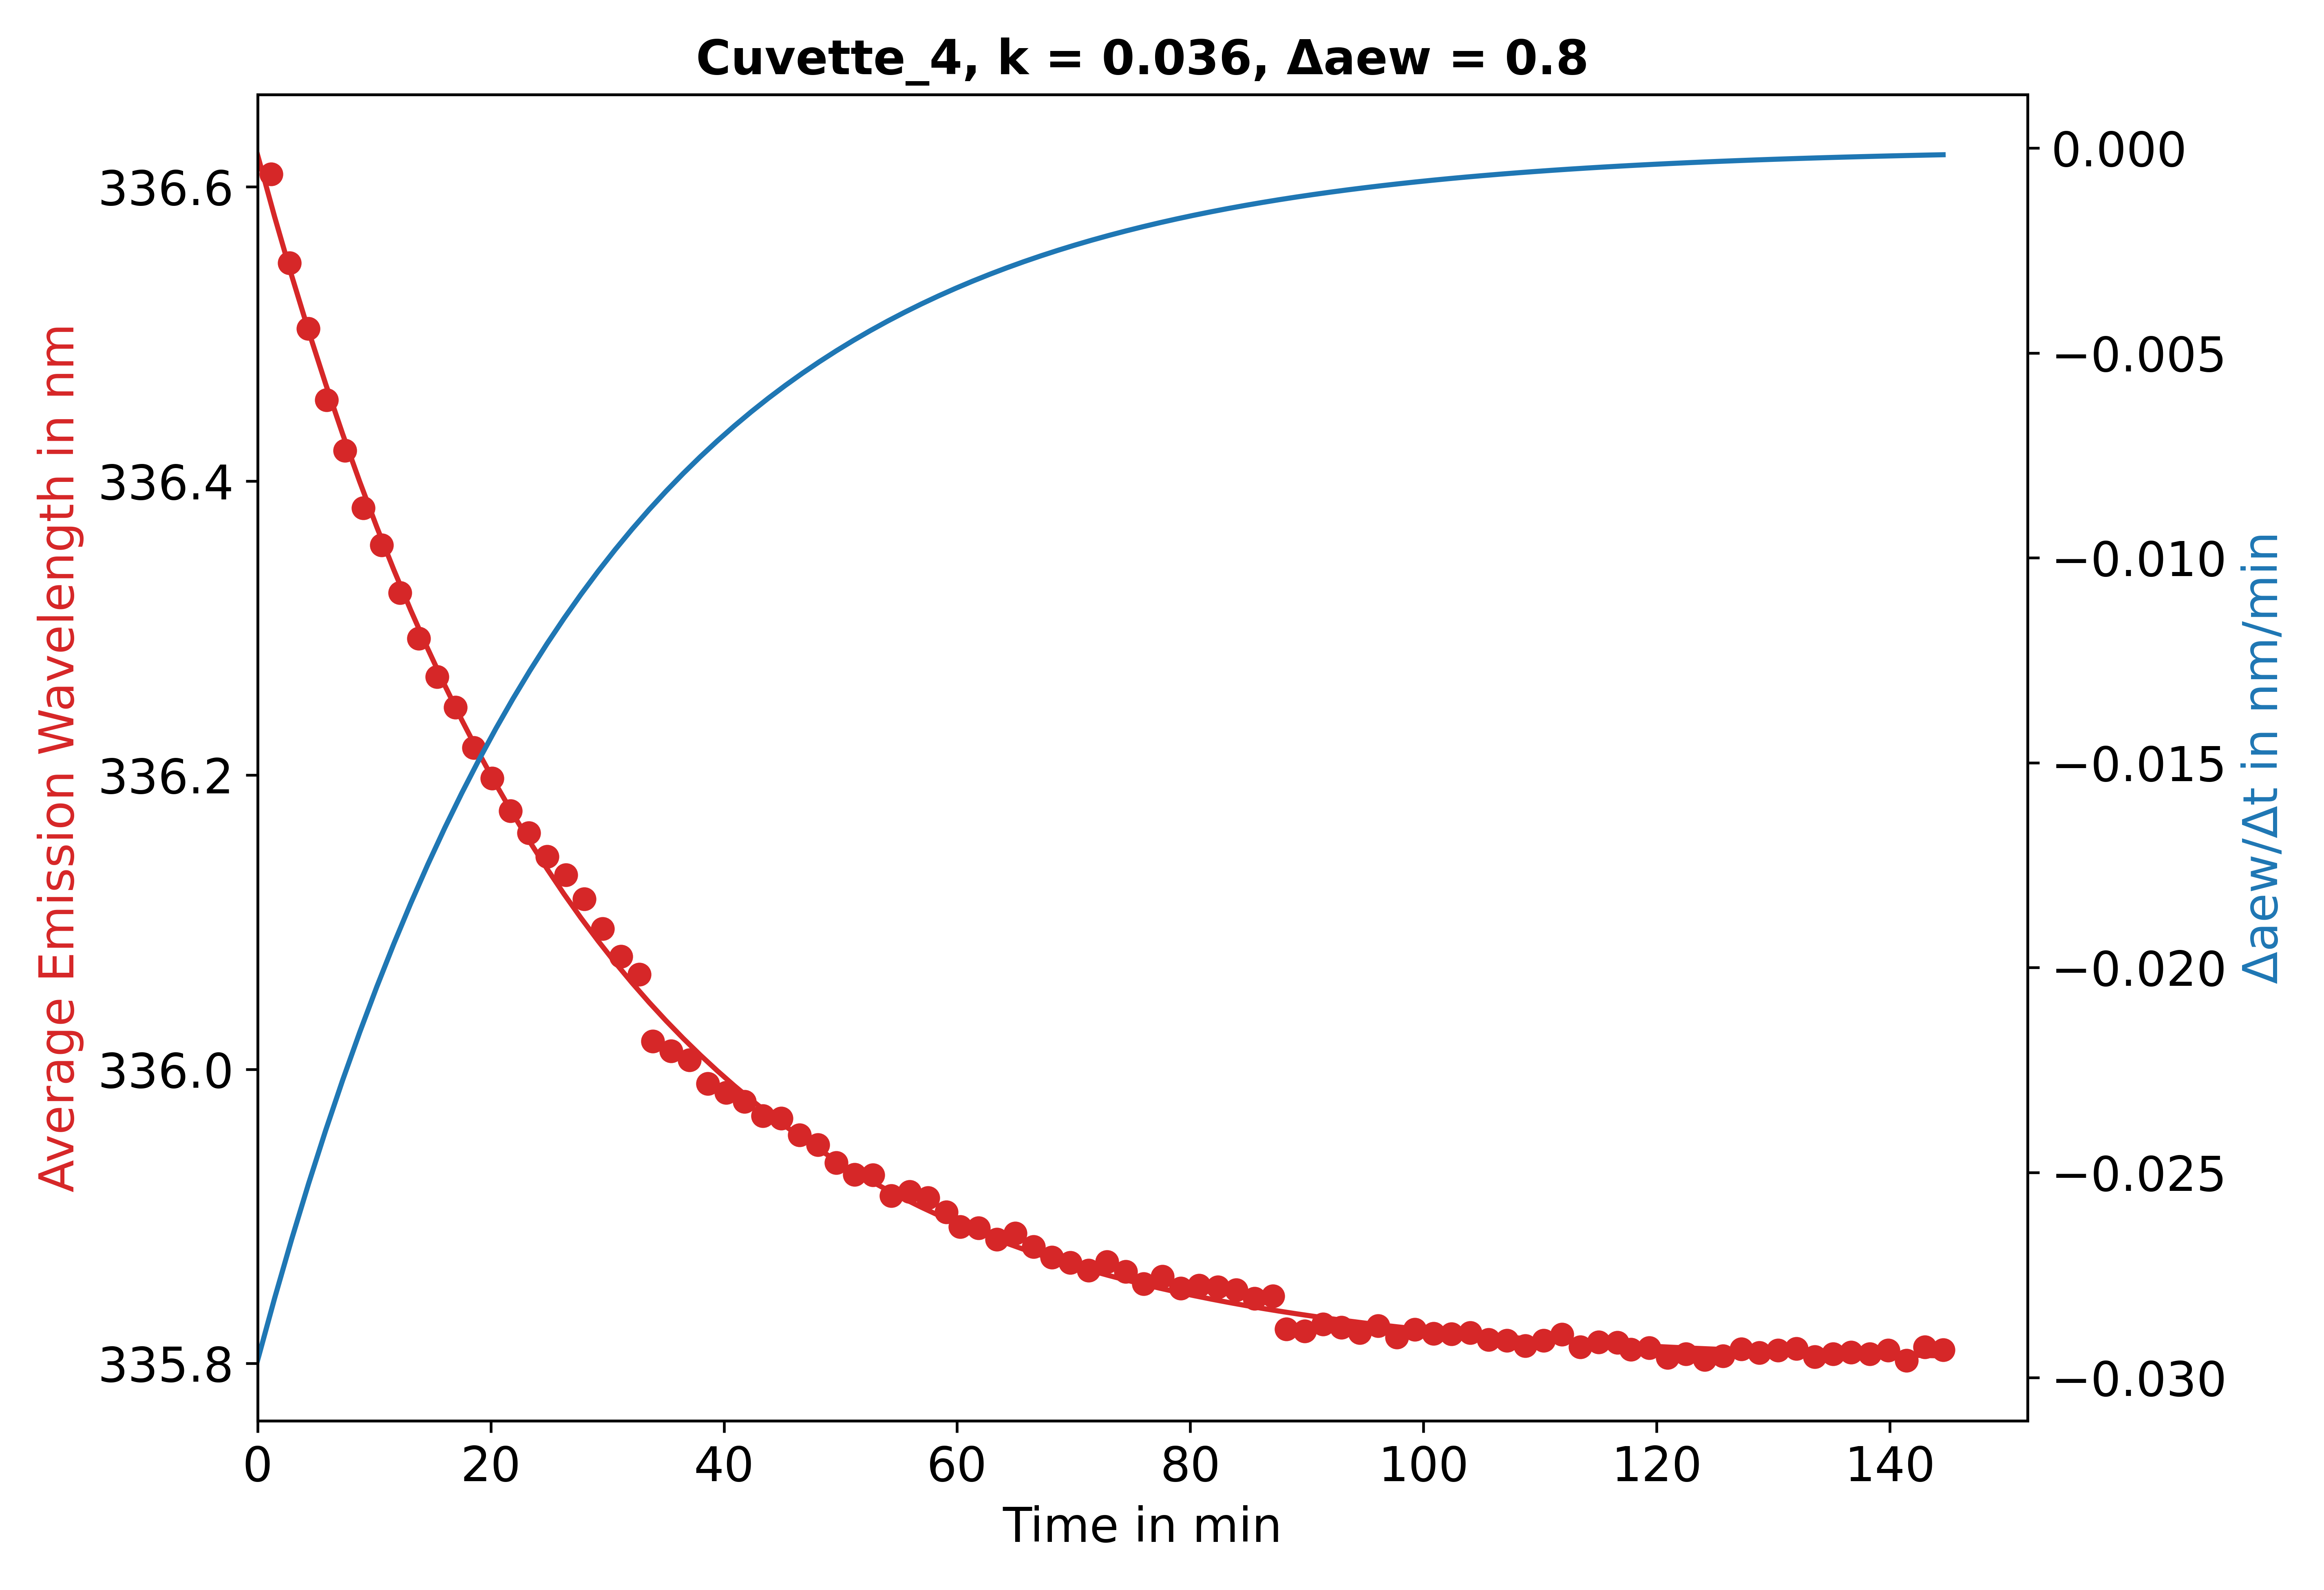 Cuvette_4, k = 0.036, Δaew = 0.8
Average Emission Wavelength in nm
336.6
336.4
336.2
336.0
335.8
0.000
−0.005
−0.010
−0.015
−0.020
−0.025
−0.030
Δaew/Δt in nm/min
0 20 40 60 80 100 120 140
Time in min